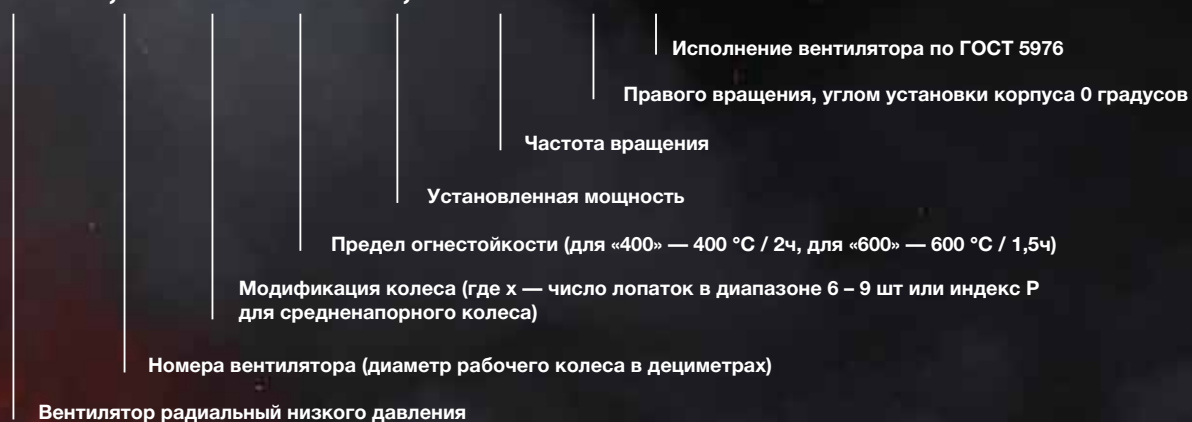 Исполнение вентилятора по ГОСТ 5976
Правого вращения, углом установки корпуса 0 градусов
Частота вращения
Установленная мощность
Предел огнестойкости (для «400» — 400 °С / 2ч, для «600» — 600 °С / 1,5ч)
Модификация колеса (где х — число лопаток в диапазоне 6 – 9 шт или индекс Р
для средненапорного колеса)
Номера вентилятора (диаметр рабочего колеса в дециметрах)
Вентилятор радиальный низкого давления